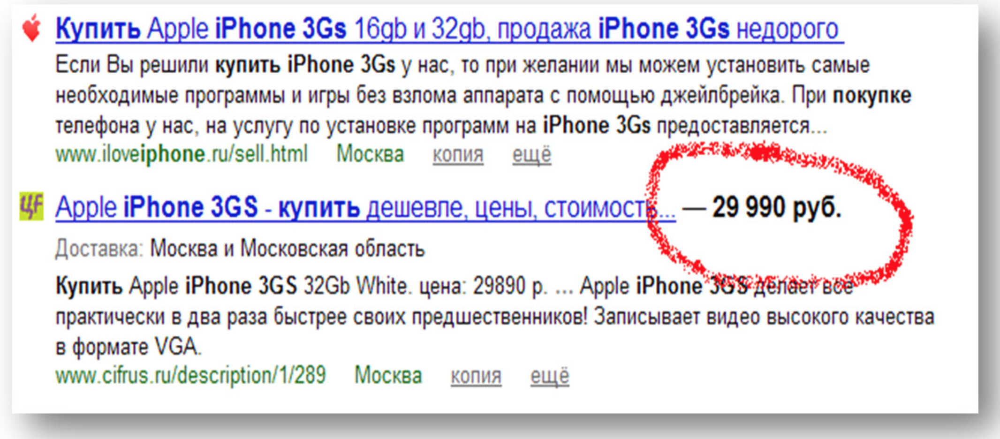 Купить Apple iPhone 3Gs 16gb и 32gb, продажа iPhone 3Gs недорого
Если Вы решили купить iPhone 3Gs у нас, то при желании мы можем установить самые
необходимые программы и игры без взлома аппарата с помощью джейлбрейка. При покупке
телефона у нас, на услугу по установке программ на iPhone 3Gs предоставляется...
www.iloveiphone.ru/sell.html Москва копия ещё
ЦF Apple iPhone 3GS - купить дешевле, цены, стоимость... — 29 990 руб.
Доставка: Москва и Московская область
Купить Apple iPhone 3GS 32Gb White. цена: 29890 р. ... Apple iPhone 3GS делает все
практически в два раза быстрее своих предшественников! Записывает видео высокого качества
в формате VGA.
www.cifrus.ru/description/1/289 Москва копия ещё